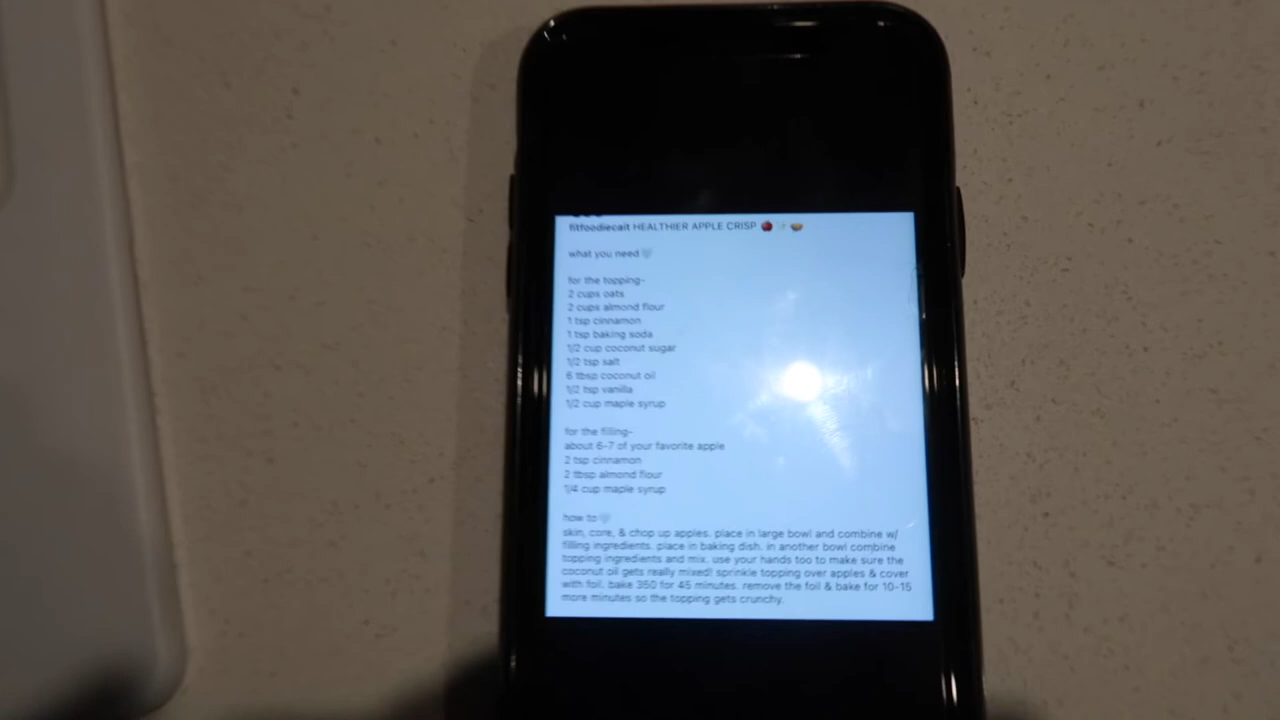 fitfoodiecait HEALTHIER APPLE CRISP
what you need
for the topping-
2 cups oats
2 cups almond flour
1 tsp cinnamon
1 tsp baking soda
1/2 cup coconut sugar
1/2 tsp salt
6 tbsp coconut oil
1/2 tsp vanilla
1/2 cup maple syrup
for the filling-
about 6-7 of your favorite apple
2 tsp cinnamon
2 tbsp almond flour
1/4 cup maple syrup
how to
skin, core, & chop up apples. place in large bowl and combine w/
filling ingredients. place in baking dish. in another bowl combine
topping ingredients and mix. use your hands too to make sure the
coconut oil gets really mixed! sprinkle topping over apples & cover
with foil. bake 350 for 45 minutes. remove the foil & bake for 10-15
more minutes so the topping gets crunchy.